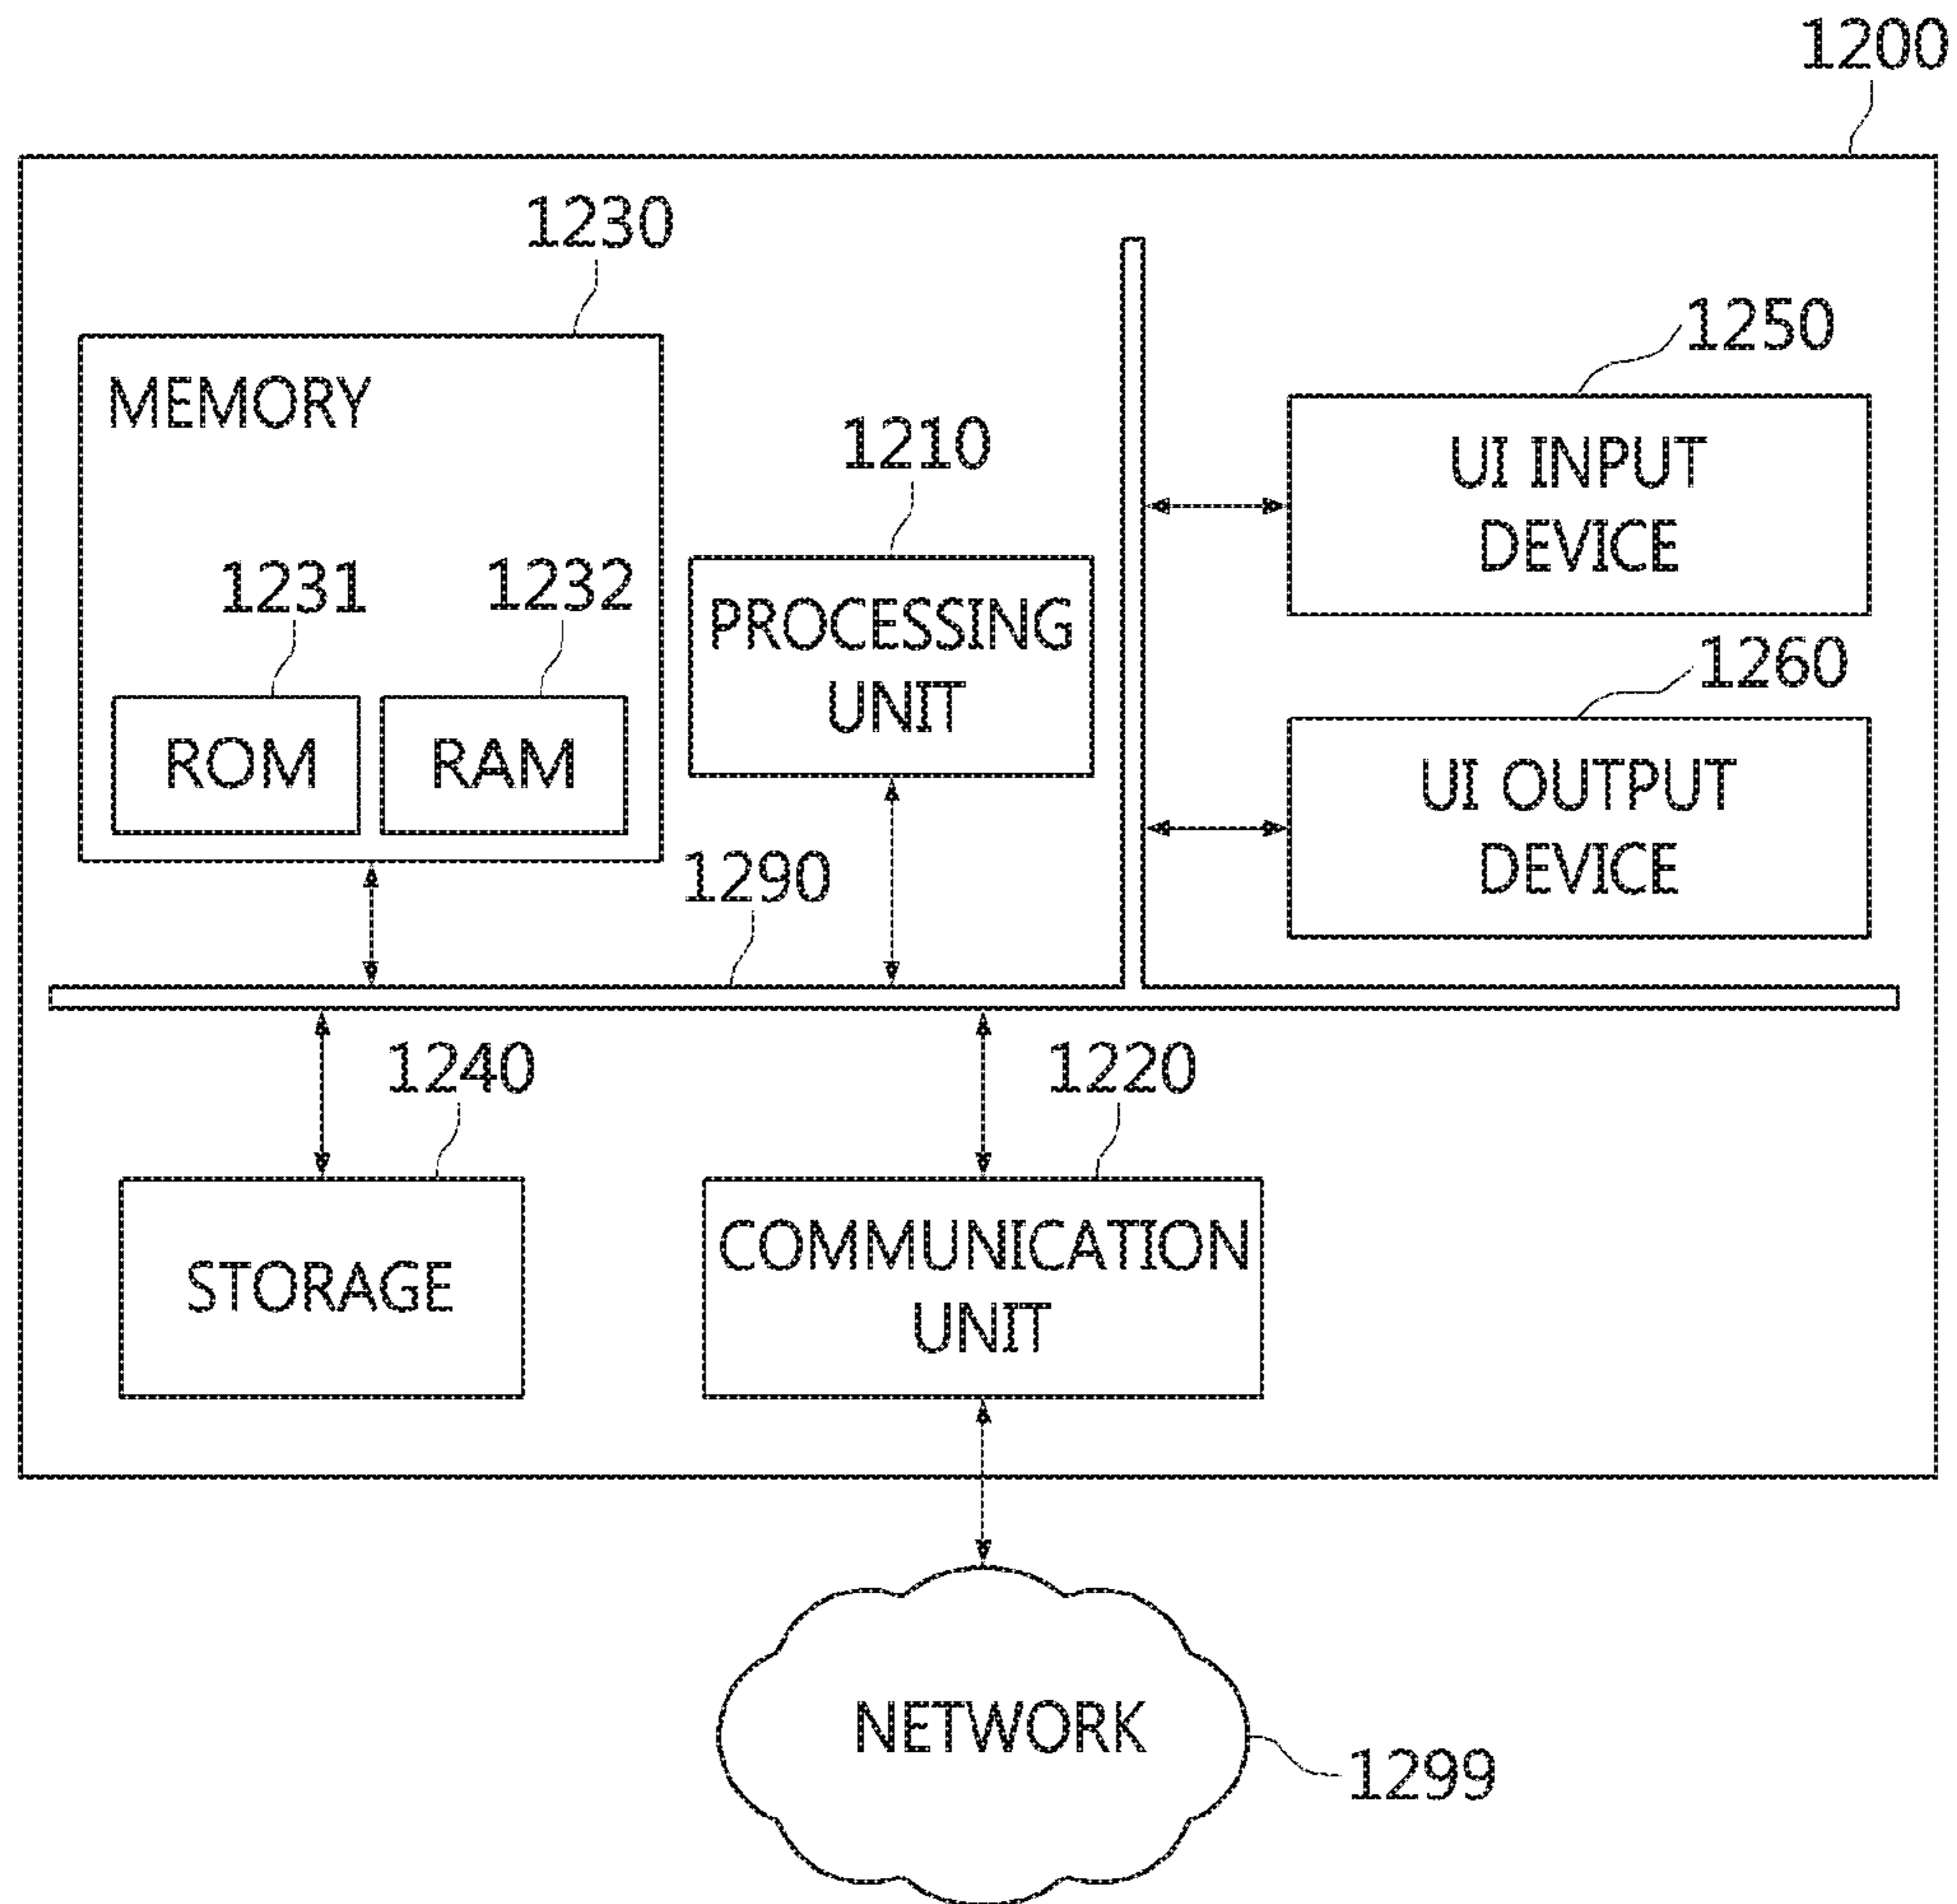 1200
1230
MEMORY
1250
1210
UI INPUT
DEVICE
1231
1232
PROCESSING
UNIT
1260
ROM
RAM
UI OUTPUT
DEVICE
1290
1240
1220
STORAGE
COMMUNICATION
UNIT
NETWORK
1299